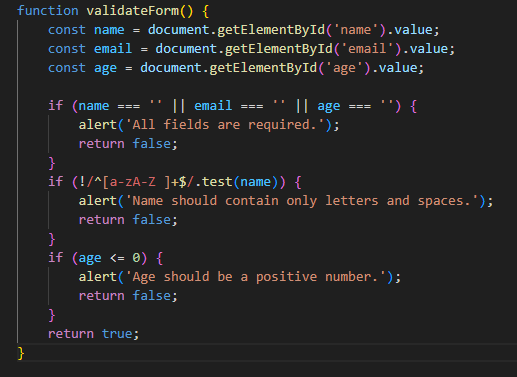 function validateForm() {
    const name = document.getElementById('name').value;
    const email = document.getElementById('email').value;
    const age = document.getElementById('age').value;

    if (name === '' || email === '' || age === '') {
        alert('All fields are required.');
        return false;
    }
    if (!/^[a-zA-Z ]+$/.test(name)) {
        alert('Name should contain only letters and spaces.');
        return false;
    }
    if (age <= 0) {
        alert('Age should be a positive number.');
        return false;
    }
    return true;
}